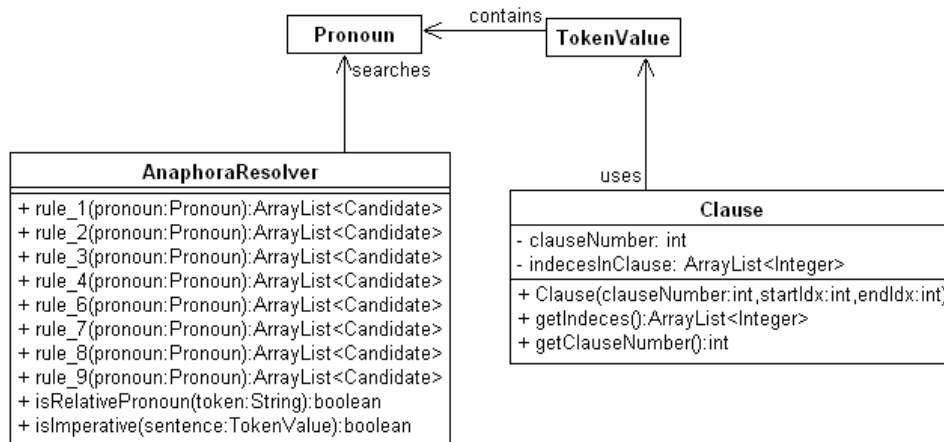 contains
Pronoun
TokenValue
searches
AnaphoraResolver
+ rule_1(pronoun:Pronoun):ArrayList<Candidate>
+ rule_2(pronoun:Pronoun):ArrayList<Candidate>
+ rule_3(pronoun:Pronoun):ArrayList<Candidate>
+ rule_4(pronoun:Pronoun):ArrayList<Candidate>
+ rule_6(pronoun:Pronoun):ArrayList<Candidate>
+ rule_7(pronoun:Pronoun):ArrayList<Candidate>
+ rule_8(pronoun:Pronoun):ArrayList<Candidate>
+ rule_9(pronoun:Pronoun):ArrayList<Candidate>
+ isRelativePronoun(token:String):boolean
+ isImperative(sentence:TokenValue):boolean
uses
Clause
- clauseNumber: int
- indecesInClause: ArrayList<Integer>
+ Clause(clauseNumber:int,startIdx:int,endIdx:int)
+ getIndeces():ArrayList<Integer>
+ getClauseNumber():int